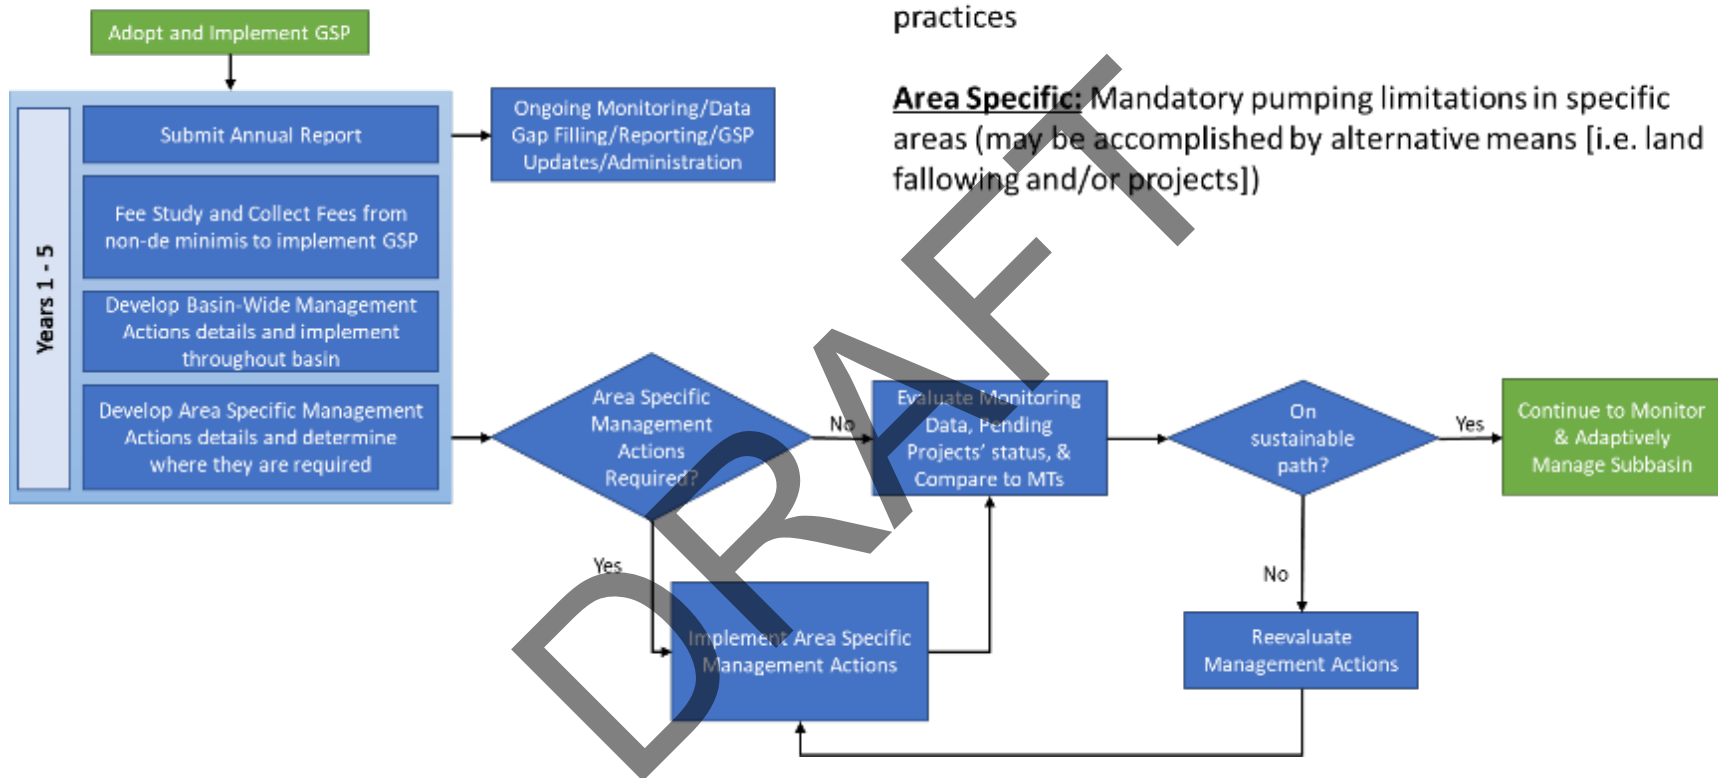 practices
Area Specific: Mandatory pumping limitations in specific
areas (may be accomplished by alternative means [i.e. land
fallowing and/or projects])
Adopt and Implement GSP
Years 1 - 5
Submit Annual Report
Ongoing Monitoring/Data
Gap Filling/Reporting/GSP
Updates/Administration
Fee Study and Collect Fees from
non-de minimis to implement GSP
Develop Basin-Wide Management
Actions details and implement
throughout basin
Develop Area Specific Management
Actions details and determine
where they are required
Area Specific
Management
Actions
Required?
No
Yes
Implement Area Specific
Management Actions
Evaluate Monitoring
Data, Pending
Projects’ status, &
Compare to MTs
On
sustainable
path?
Yes
No
Continue to Monitor
& Adaptively
Manage Subbasin
Reevaluate
Management Actions
DRAFT